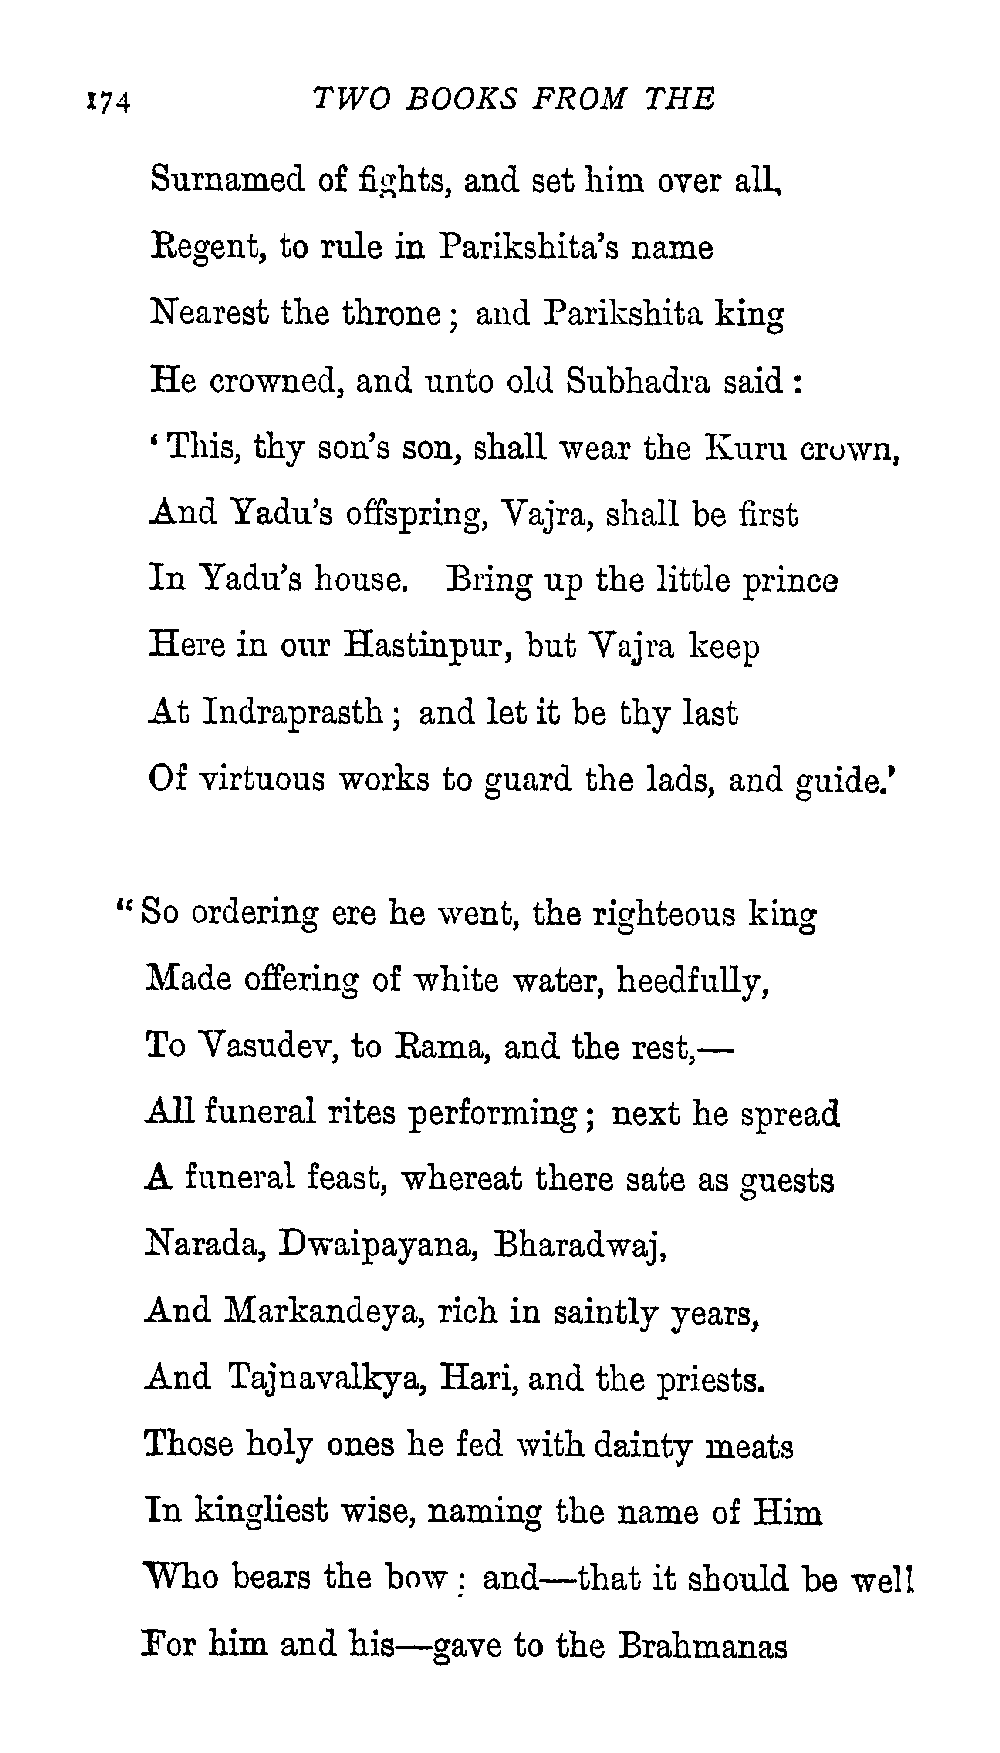 174 TWO BOOKS FROM THE
Surnamed of fights, and set him over all,
Regent, to rule in Parikshita's name
Nearest the throne; and Parikshita king
He crowned, and unto old Subhadra said:
'This, thy son's son, shall wear the Kuru crown,
And Yadu's offspring, Vajra, shall be first
In Yadu's house. Bring up the little prince
Here in our Hastinpur, but Vajra keep
At Indraprasth; and let it be thy last
Of virtuous works to guard the lads, and guide.'
"So ordering ere he went, the righteous king
Made offering of white water, heedfully,
To Vasudev, to Rama, and the rest,—
All funeral rites performing; next he spread
A funeral feast, whereat there sate as guests
Narada, Dwaipayana, Bharadwaj,
And Markandeya, rich in saintly years,
And Tajnavalkya, Hari, and the priests.
Those holy ones he fed with dainty meats
In kingliest wise, naming the name of Him
Who bears the bow: and—that it should be well
For him and his—gave to the Brahmanas